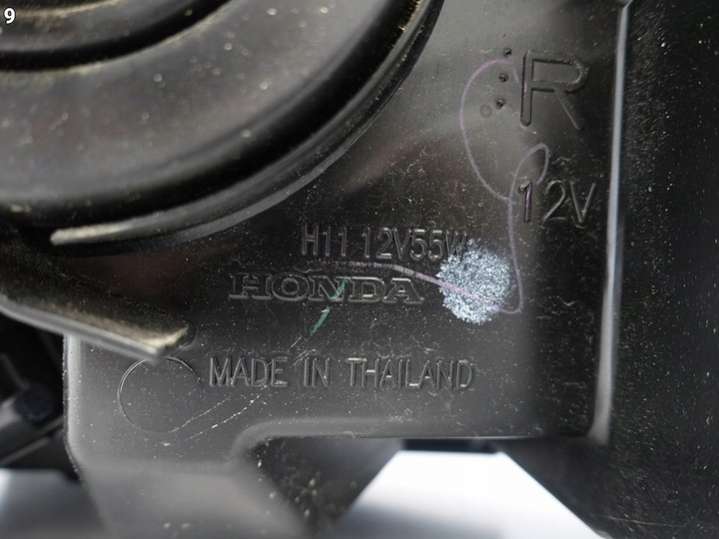 9
R
12V
H11 12V55W
HONDA
MADE IN THAILAND